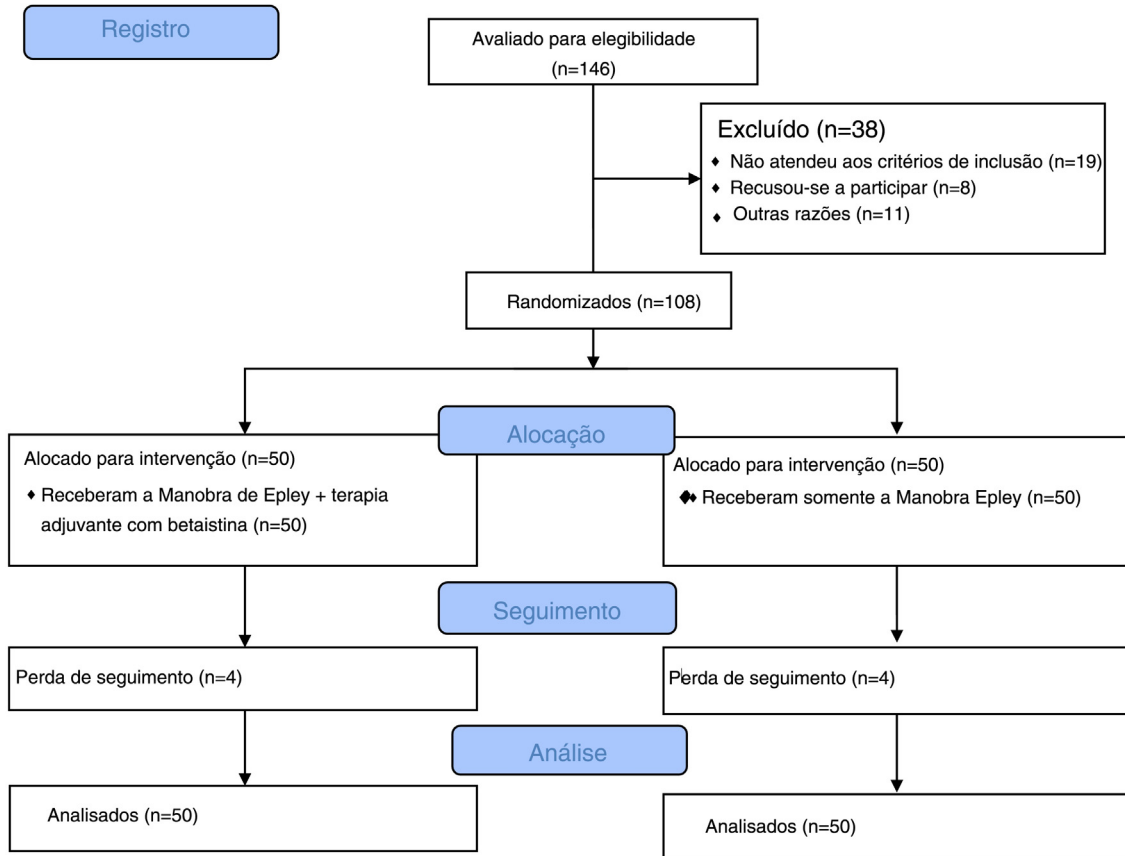 Registro
Avaliado para elegibilidade
(n=146)
Excluído (n=38)
♦ Não atendeu aos critérios de inclusão (n=19)
♦ Recusou-se a participar (n=8)
♦ Outras razões (n=11)
Randomizados (n=108)
Alocação
Alocado para intervenção (n=50)
♦ Receberam a Manobra de Epley + terapia
adjuvante com betaistina (n=50)
Alocado para intervenção (n=50)
♦ Receberam somente a Manobra Epley (n=50)
Seguimento
Perda de seguimento (n=4)
Perda de seguimento (n=4)
Análise
Analisados (n=50)
Analisados (n=50)